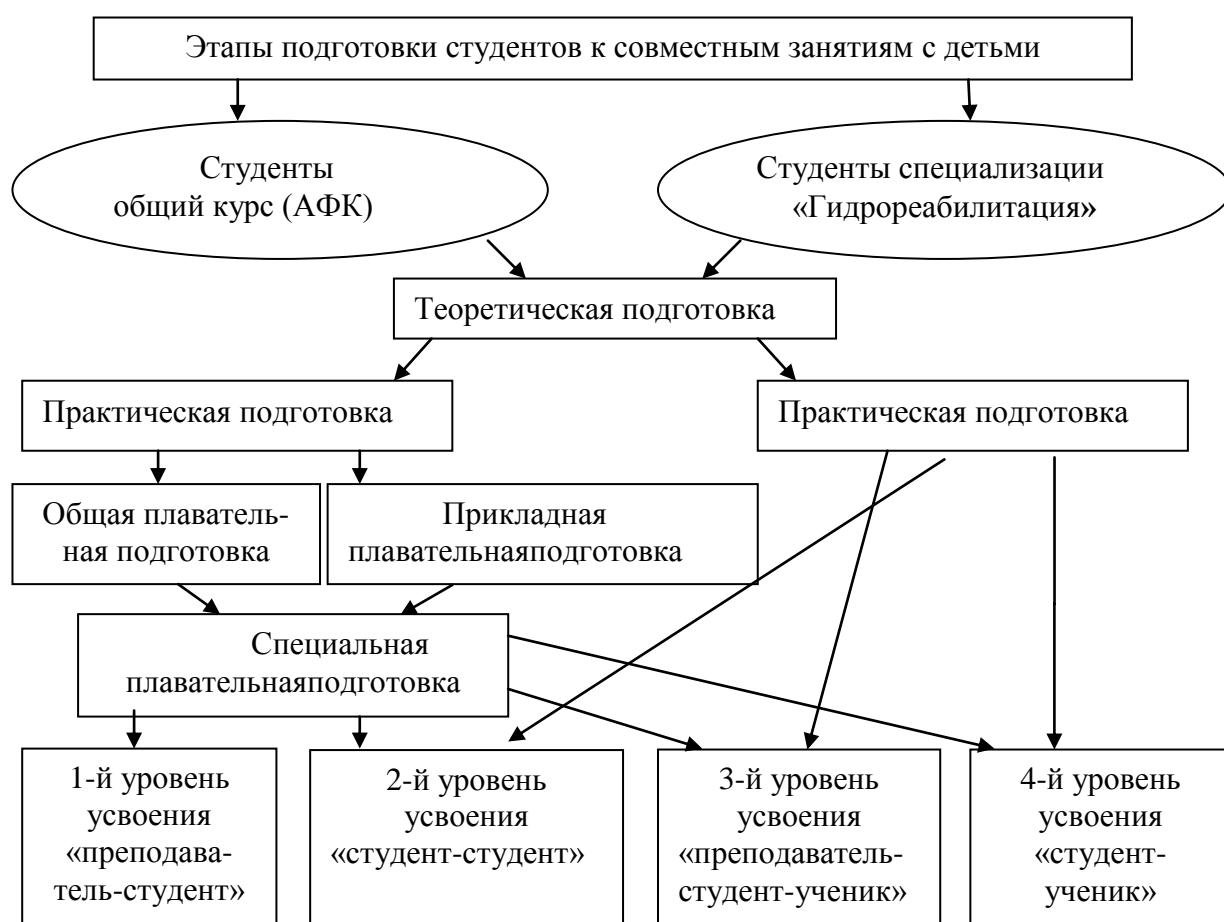 Этапы подготовки студентов к совместным занятиям с детьми
Студенты
общий курс (АФК)
Студенты специализации
«Гидрореабилитация»
Теоретическая подготовка
Практическая подготовка
Практическая подготовка
Общая плаватель-
ная подготовка
Прикладная
плавательнаяподготовка
Специальная
плавательнаяподготовка
1-й уровень
усвоения
«преподава-
тель-студент»
2-й уровень
усвоения
«студент-студент»
3-й уровень
усвоения
«преподаватель-
студент-ученик»
4-й уровень
усвоения
«студент-
ученик»